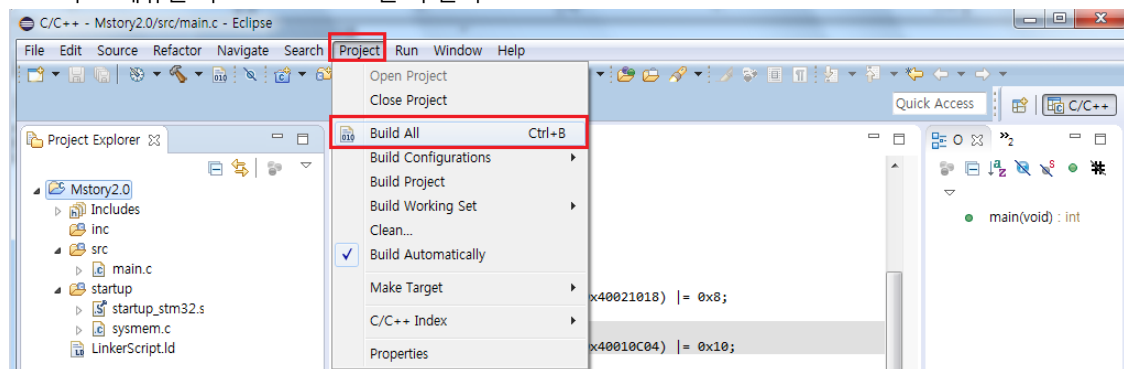 C/C++ - Mstory2.0/src/main.c - Eclipse
File Edit Source Refactor Navigate Search Project Run Window Help
Open Project
Close Project
Quick Access
C/C++
Project Explorer
Build All Ctrl+B
O
»2
Build Configurations
Build Project
Mstory2.0
Build Working Set
Includes
main(void) : int
inc
Clean...
src
Build Automatically
main.c
startup
Make Target
x40021018) |= 0x8;
startup_stm32.s
C/C++ Index
sysmem.c
LinkerScript.ld
Properties
x40010C04) |= 0x10;